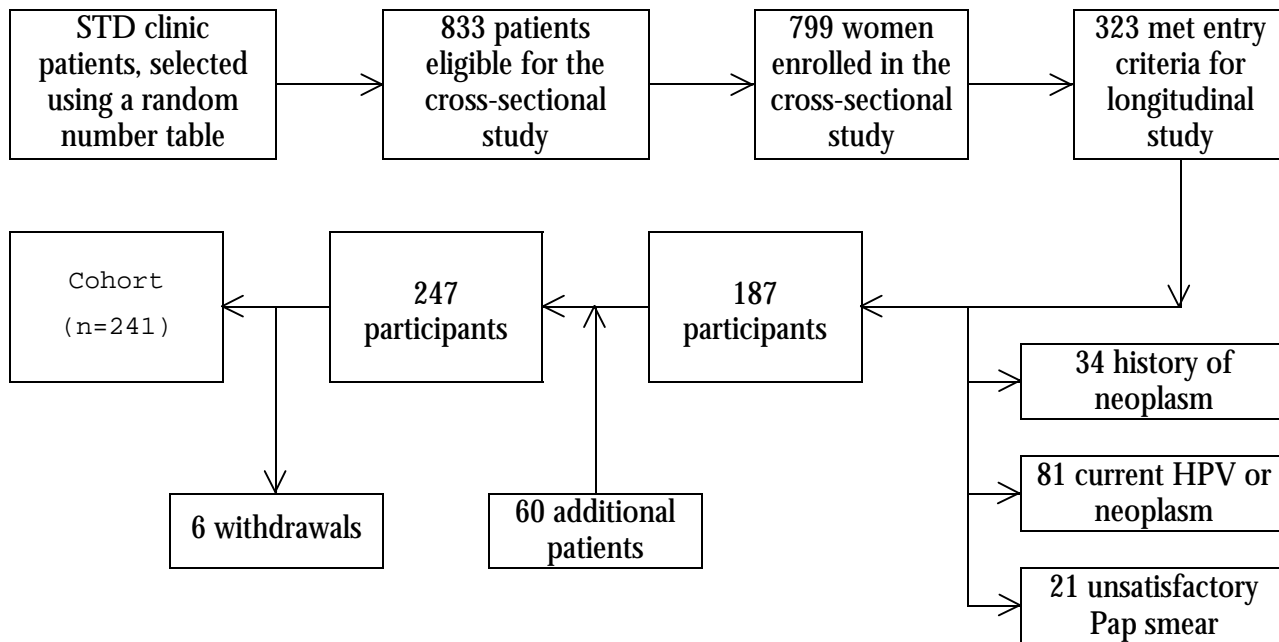 STD clinic
patients, selected
using a random
number table
833 patients
eligible for the
cross-sectional
study
799 women
enrolled in the
cross-sectional
study
323 met entry
criteria for
longitudinal
study
Cohort
(n=241)
247
participants
187
participants
34 history of
neoplasm
81 current HPV or
neoplasm
6 withdrawals
60 additional
patients
21 unsatisfactory
Pap smear